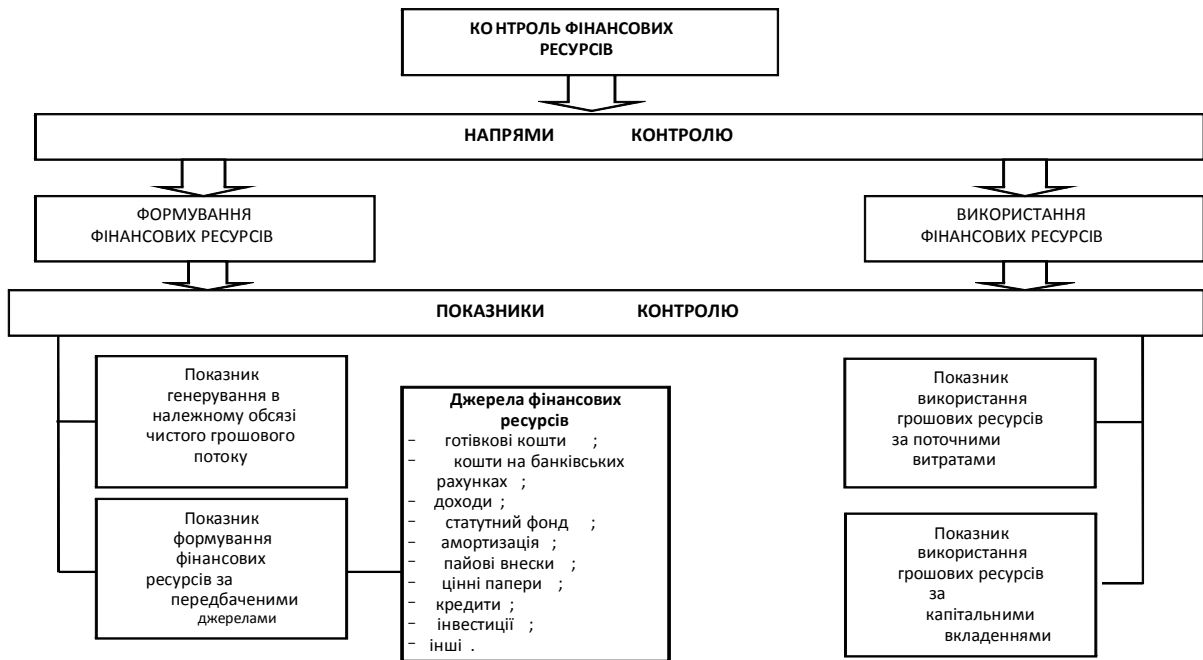 КОНТРОЛЬ ФІНАНСОВИХ
РЕСУРСІВ
НАПРЯМИ КОНТРОЛЮ
ФОРМУВАННЯ
ФІНАНСОВИХ РЕСУРСІВ
ВИКОРИСТАННЯ
ФІНАНСОВИХ РЕСУРСІВ
ПОКАЗНИКИ КОНТРОЛЮ
Показник
генерування в
належному обсязі
чистого грошового
потоку
Показник
формування
фінансових
ресурсів за
передбаченими
джерелами
Джерела фінансових
ресурсів
- готівкові кошти ;
- кошти на банківських
рахунках ;
- доходи ;
- статутний фонд ;
- амортизація ;
- пайові внески ;
- цінні папери ;
- кредити ;
- інвестиції ;
- інші .
Показник
використання
грошових ресурсів
за поточними
витратами
Показник
використання
грошових ресурсів
за
капітальними
вкладеннями